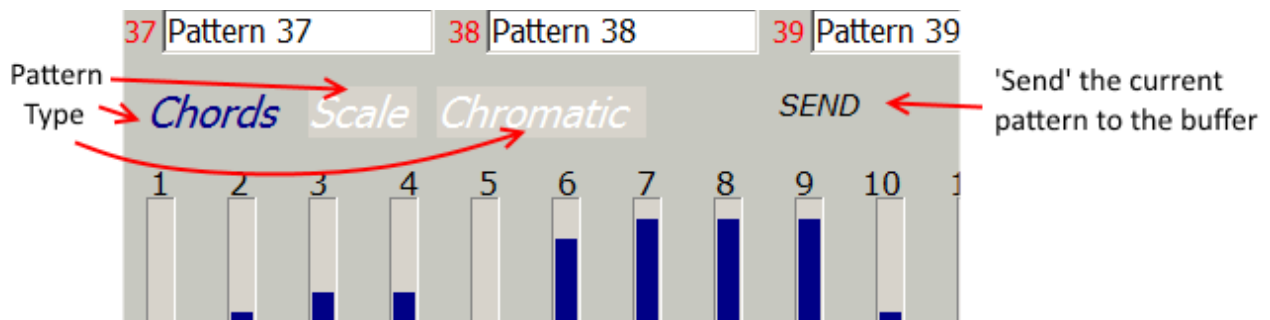 37 Pattern 37 38 Pattern 38 39 Pattern 39
Pattern
Type
Chords Scale Chromatic SEND
'Send' the current
pattern to the buffer
1 2 3 4 5 6 7 8 9 10 1